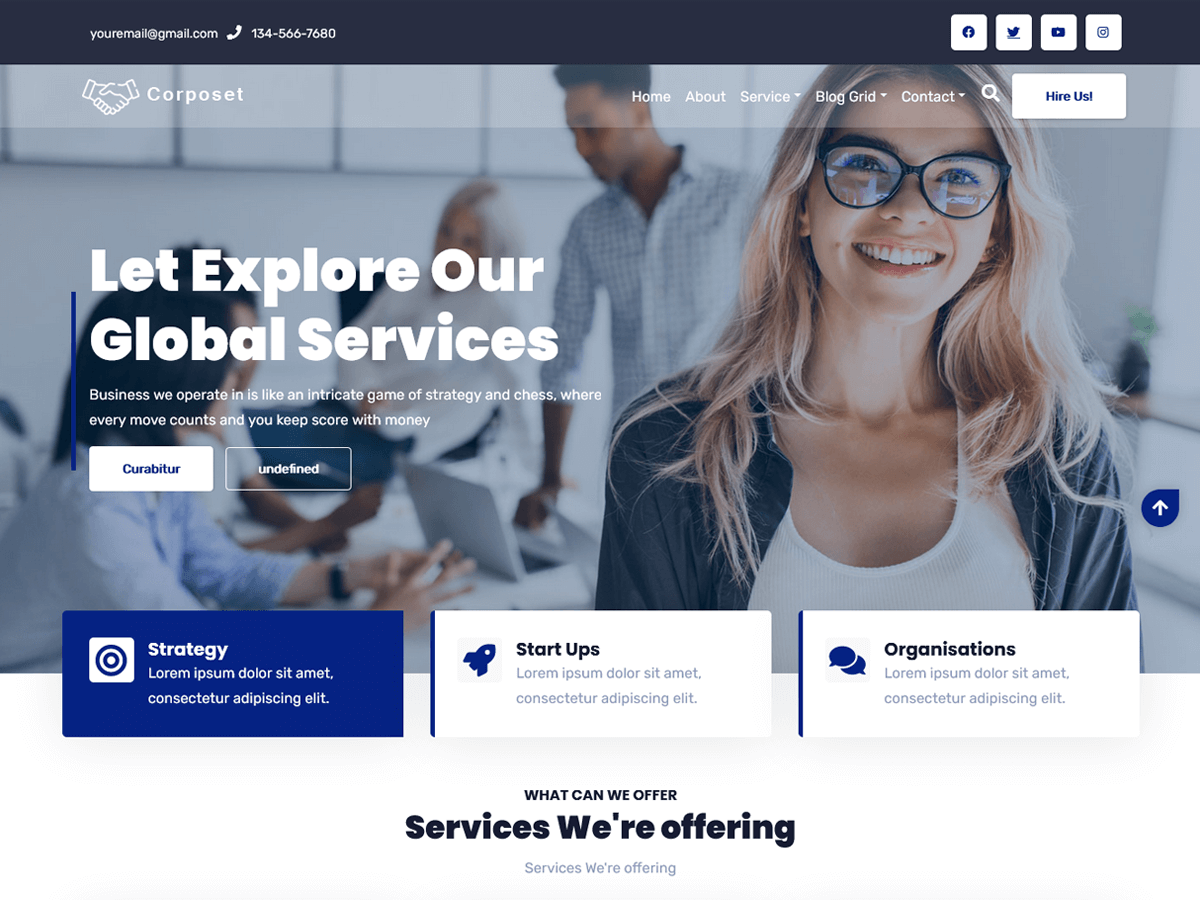 youremail@gmail.com 134-566-7680
Corposet
Home About Service Blog Grid Contact Hire Us!
Let Explore Our
Global Services
Business we operate in is like an intricate game of strategy and chess, where
every move counts and you keep score with money
Curabitur undefined
Strategy
Lorem ipsum dolor sit amet,
consectetur adipiscing elit.
Start Ups
Lorem ipsum dolor sit amet,
consectetur adipiscing elit.
Organisations
Lorem ipsum dolor sit amet,
consectetur adipiscing elit.
WHAT CAN WE OFFER
Services We're offering
Services We're offering